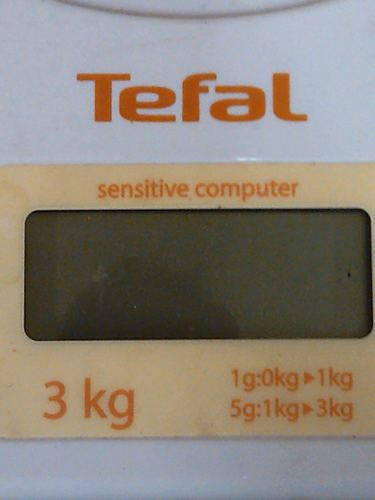 Tefal
sensitive computer
3 kg
1g:0kg▸1kg
5g:1kg▸3kg